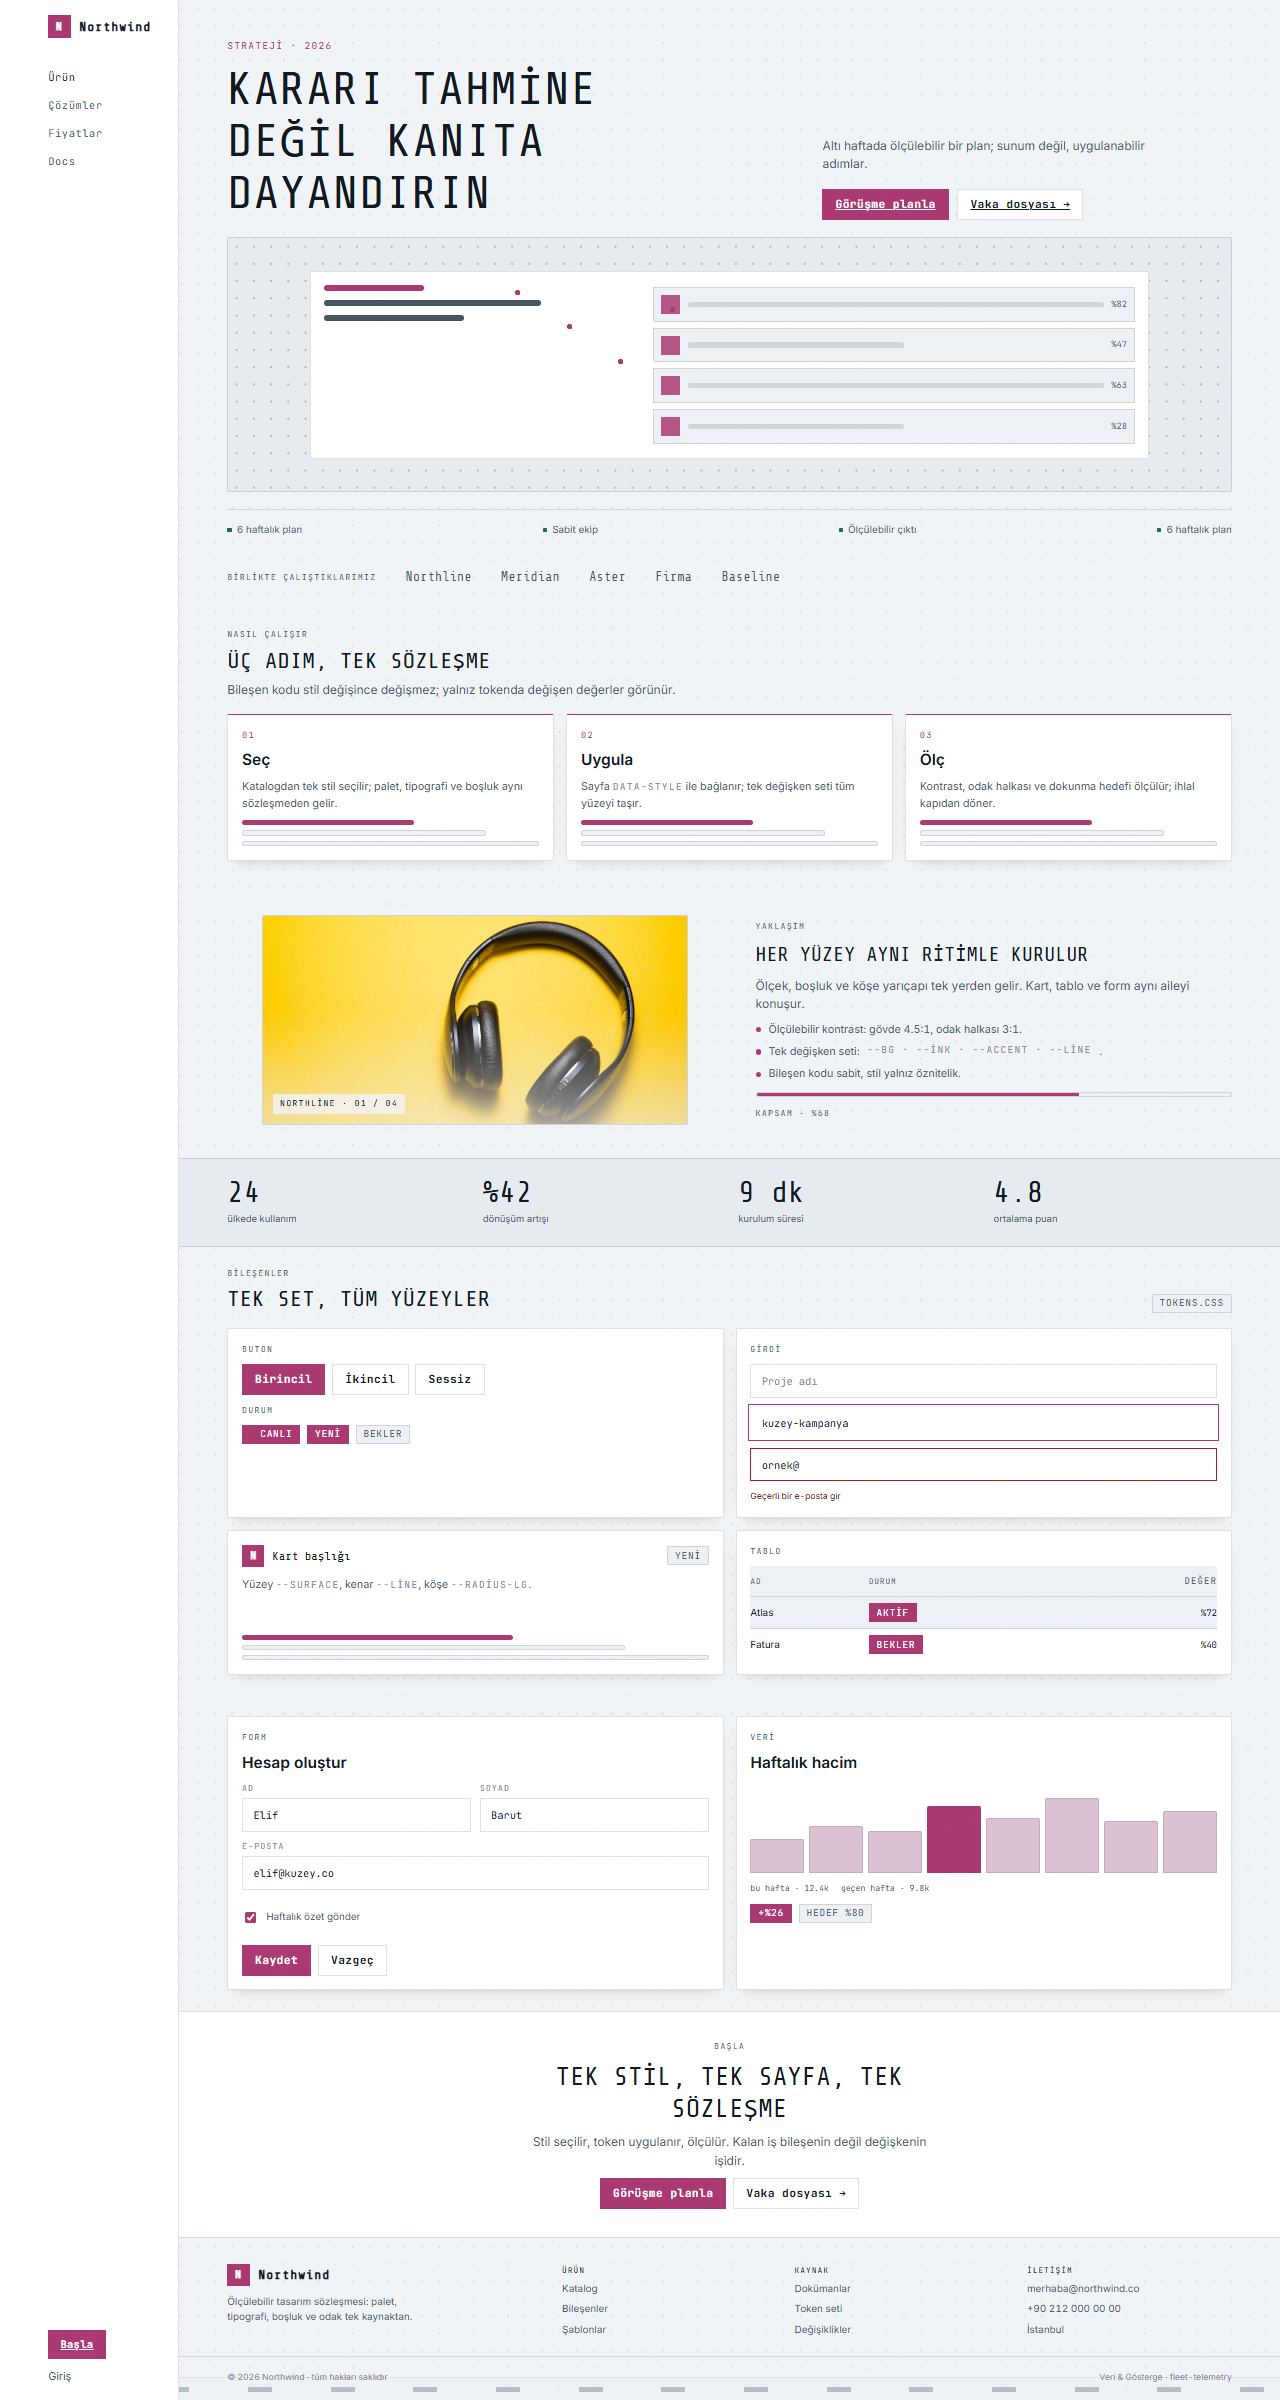 N Northwind
Ürün
Çözümler
Fiyatlar
Docs
STRATEJİ · 2026
KARARI TAHMİNE
DEĞİL KANITA
DAYANDIRIN
Altı haftada ölçülebilir bir plan; sunum değil, uygulanabilir
adımlar.
Görüşme planla
Vaka dosyası →
%82
%47
%63
%28
6 haftalık plan
Sabit ekip
Ölçülebilir çıktı
6 haftalık plan
BİRLİKTE ÇALIŞTIKLARIMIZ
Northline
Meridian
Aster
Firma
Baseline
NASIL ÇALIŞIR
ÜÇ ADIM, TEK SÖZLEŞME
Bileşen kodu stil değişince değişmez; yalnız tokenda değişen değerler görünür.
01
Seç
Katalogdan tek stil seçilir; palet, tipografi ve boşluk aynı
sözleşmeden gelir.
02
Uygula
Sayfa DATA-STYLE ile bağlanır; tek değişken seti tüm
yüzeyi taşır.
03
Ölç
Kontrast, odak halkası ve dokunma hedefi ölçülür; ihlal
kapıdan döner.
NORTHLİNE · 01 / 04
YAKLAŞIM
HER YÜZEY AYNI RİTİMLE KURULUR
Ölçek, boşluk ve köşe yarıçapı tek yerden gelir. Kart, tablo ve form aynı aileyi
konuşur.
Ölçülebilir kontrast: gövde 4.5:1, odak halkası 3:1.
Tek değişken seti: --BG · --İNK · --ACCENT · --LİNE .
Bileşen kodu sabit, stil yalnız öznitelik.
KAPSAM · %68
24
ülkede kullanım
%42
dönüşüm artışı
9 dk
kurulum süresi
4.8
ortalama puan
BİLEŞENLER
TEK SET, TÜM YÜZEYLER
TOKENS.CSS
BUTON
Birincil
İkincil
Sessiz
DURUM
CANLI
YENİ
BEKLER
GİRDİ
Proje adı
kuzey-kampanya
ornek@
Geçerli bir e-posta gir
N Kart başlığı
YENİ
Yüzey --SURFACE, kenar --LİNE, köşe --RADİUS-LG.
TABLO
AD DURUM DEĞER
Atlas AKTİF %72
Fatura BEKLER %40
FORM
Hesap oluştur
AD
SOYAD
Elif
Barut
E-POSTA
elif@kuzey.co
Haftalık özet gönder
Kaydet
Vazgeç
VERİ
Haftalık hacim
bu hafta · 12.4k geçen hafta · 9.8k
+%26
HEDEF %80
BAŞLA
TEK STİL, TEK SAYFA, TEK
SÖZLEŞME
Stil seçilir, token uygulanır, ölçülür. Kalan iş bileşenin değil değişkenin
işidir.
Görüşme planla
Vaka dosyası →
N Northwind
Ölçülebilir tasarım sözleşmesi: palet,
tipografi, boşluk ve odak tek kaynaktan.
ÜRÜN
Katalog
Bileşenler
Şablonlar
KAYNAK
Dokümanlar
Token seti
Değişiklikler
İLETİŞİM
merhaba@northwind.co
+90 212 000 00 00
İstanbul
Başla
Giriş
© 2026 Northwind · tüm hakları saklıdır
Veri & Gösterge · fleet-telemetry